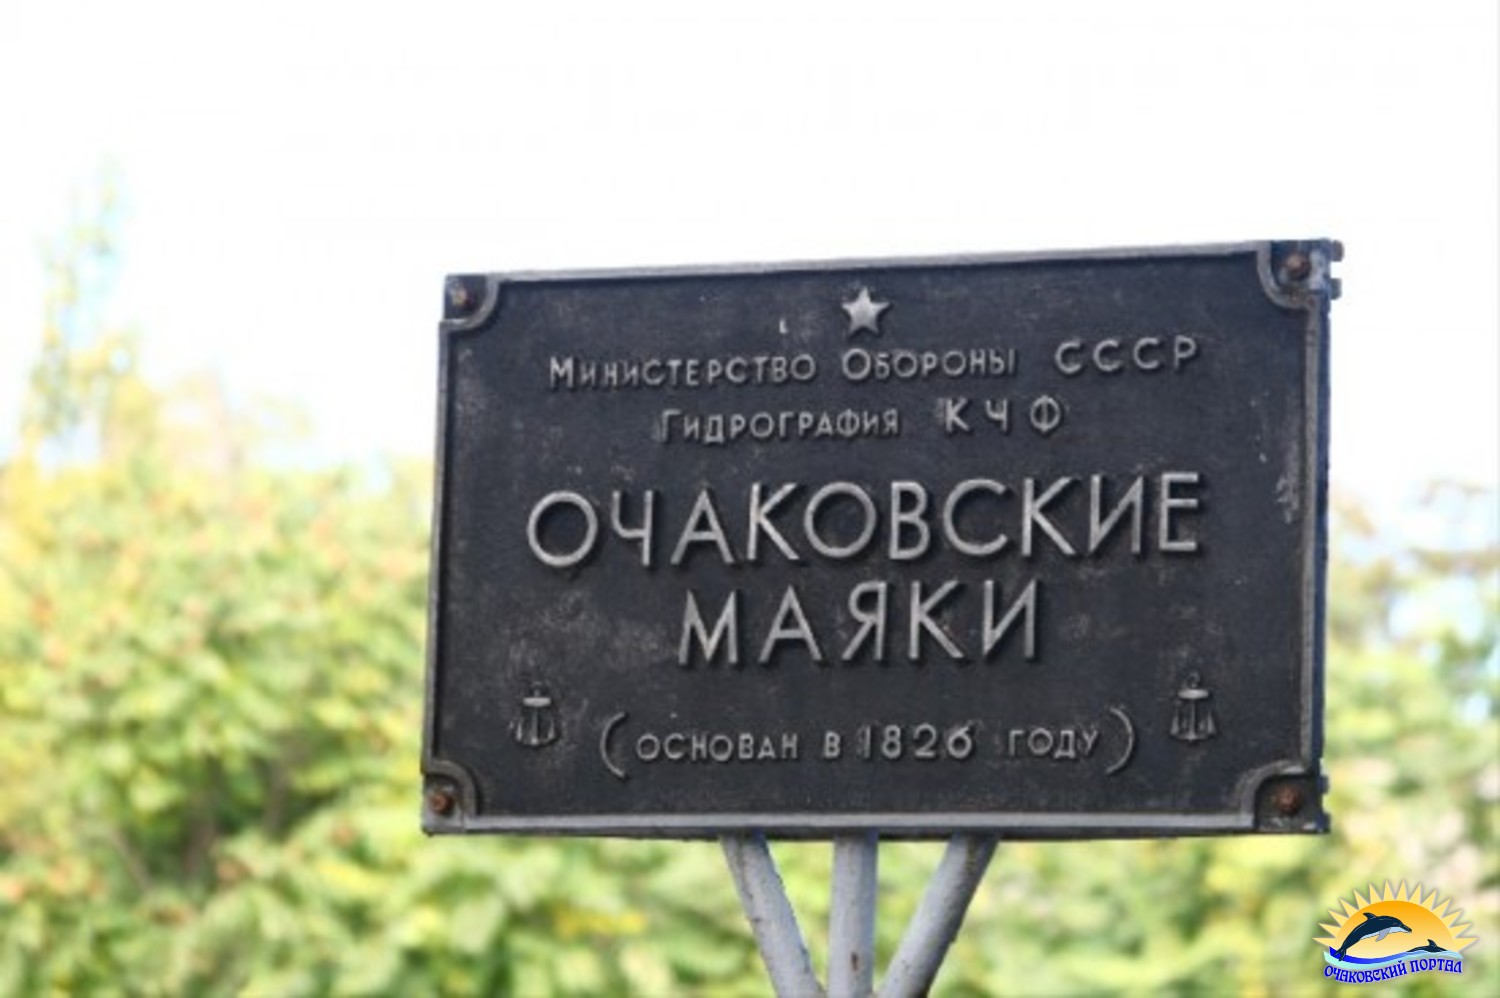 Министерство Обороны СССР
Гидрография КЧФ
ОЧАКОВСКИЕ
МАЯКИ
(ОСНОВАН В 1826 ГОДУ)
ОЧАКОВСКИЙ ПОРТАЛ